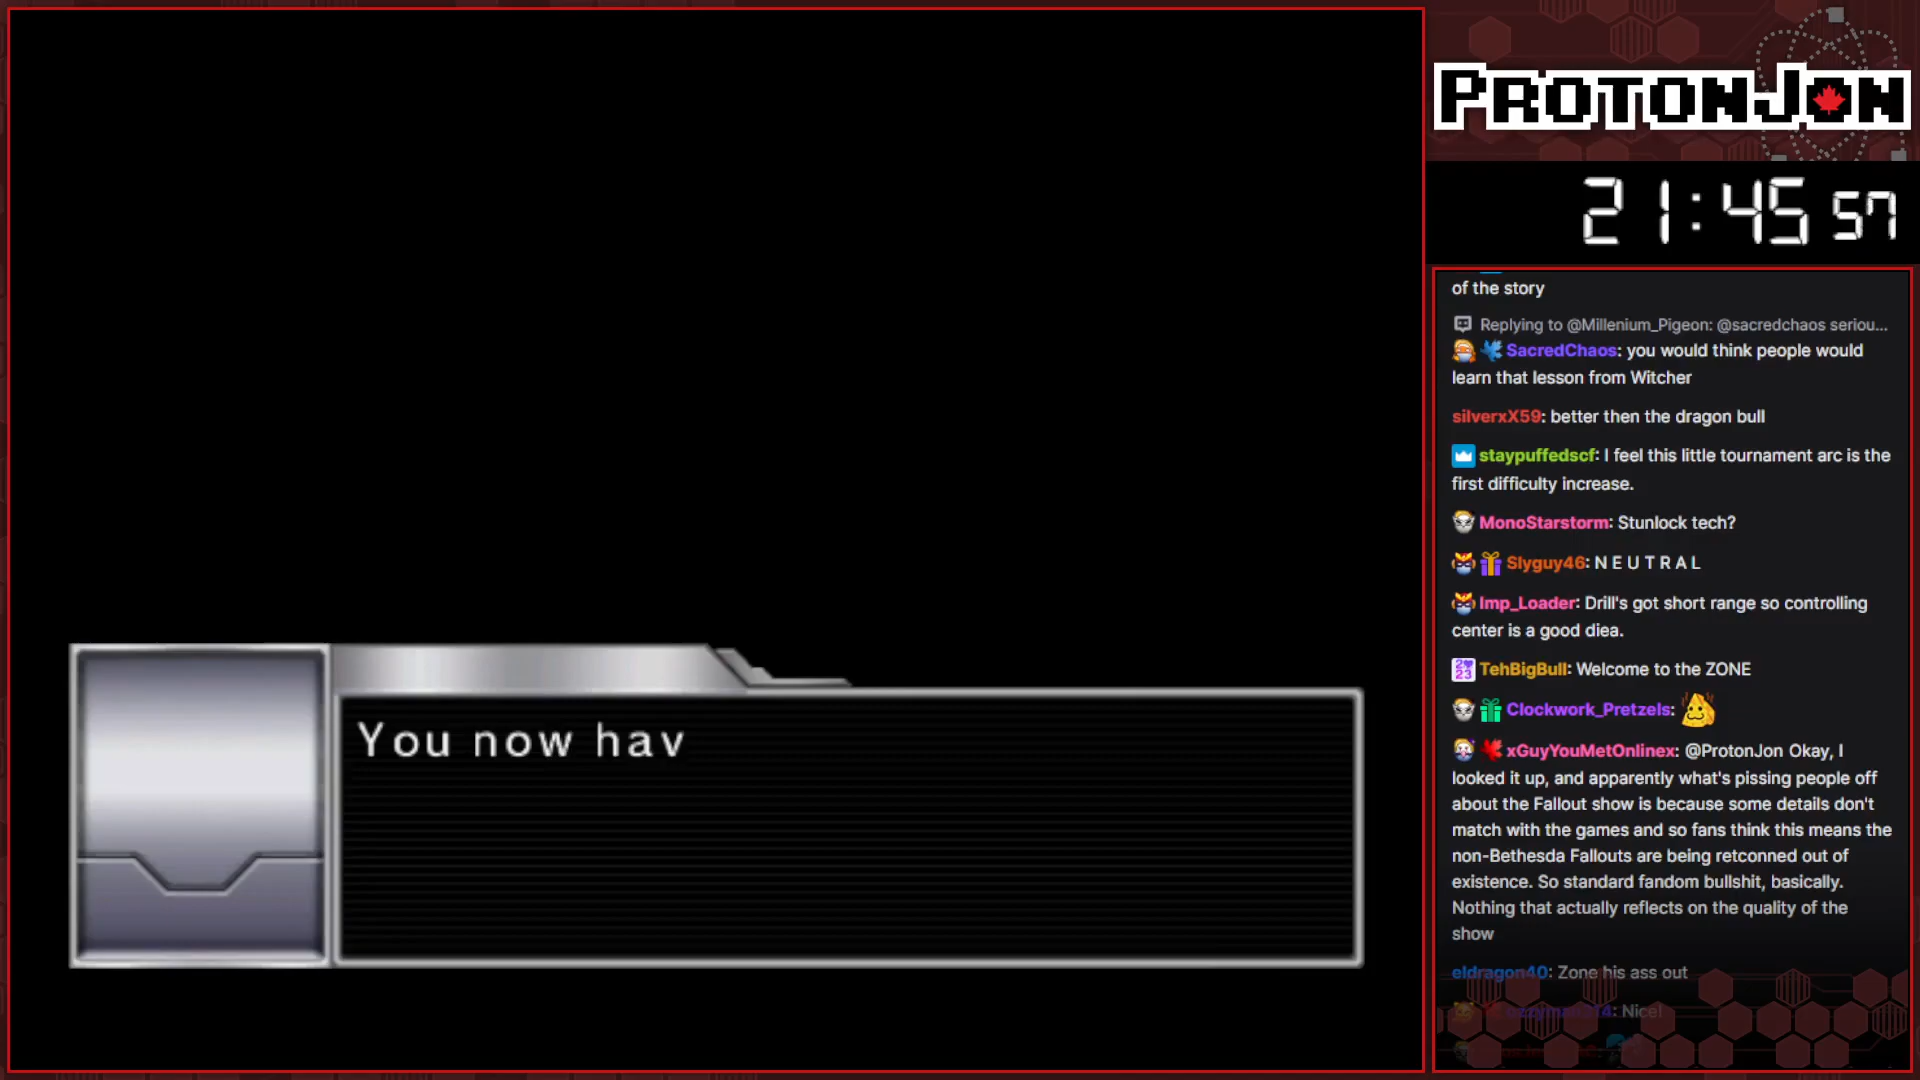 PROTONJON
21:45 57
of the story
Replying to @Millenium_Pigeon: @sacredchaos seriou...
SacredChaos: you would think people would
learn that lesson from Witcher
silverxX59: better then the dragon bull
staypuffedscf: I feel this little tournament arc is the
first difficulty increase.
MonoStarstorm: Stunlock tech?
Slyguy46: N E U T R A L
Imp_Loader: Drill's got short range so controlling
center is a good diea.
TehBigBull: Welcome to the ZONE
Clockwork_Pretzels:
xGuyYouMetOnlinex: @ProtonJon Okay, I
looked it up, and apparently what's pissing people off
about the Fallout show is because some details don't
match with the games and so fans think this means the
non-Bethesda Fallouts are being retconned out of
existence. So standard fandom bullshit, basically.
Nothing that actually reflects on the quality of the
show
eldragon40: Zone his ass out
Nice!
You now hav